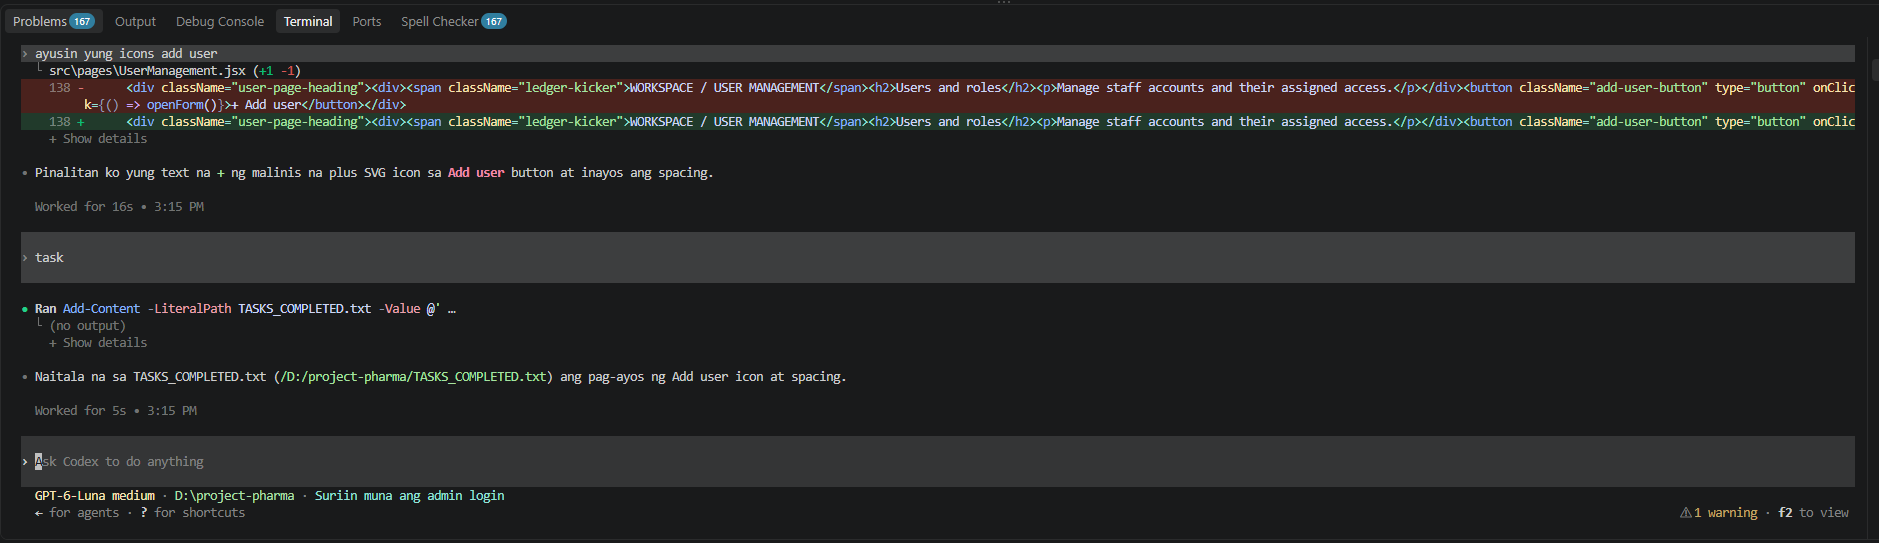 Problems 167 Output Debug Console Terminal Ports Spell Checker 167
› ayusin yung icons add user
└ src\pages\UserManagement.jsx (+1 -1)
138 - <div className="user-page-heading"><div><span className="ledger-kicker">WORKSPACE / USER MANAGEMENT</span><h2>Users and roles</h2><p>Manage staff accounts and their assigned access.</p></div><button className="add-user-button" type="button" onClic
k={() => openForm()}>+ Add user</button></div>
138 + <div className="user-page-heading"><div><span className="ledger-kicker">WORKSPACE / USER MANAGEMENT</span><h2>Users and roles</h2><p>Manage staff accounts and their assigned access.</p></div><button className="add-user-button" type="button" onClic
+ Show details
• Pinalitan ko yung text na + ng malinis na plus SVG icon sa Add user button at inayos ang spacing.
Worked for 16s • 3:15 PM
› task
• Ran Add-Content -LiteralPath TASKS_COMPLETED.txt -Value @' …
└ (no output)
+ Show details
• Naitala na sa TASKS_COMPLETED.txt (/D:/project-pharma/TASKS_COMPLETED.txt) ang pag-ayos ng Add user icon at spacing.
Worked for 5s • 3:15 PM
› Ask Codex to do anything
GPT-6-Luna medium · D:\project-pharma · Suriin muna ang admin login
← for agents · ? for shortcuts ⚠1 warning · f2 to view